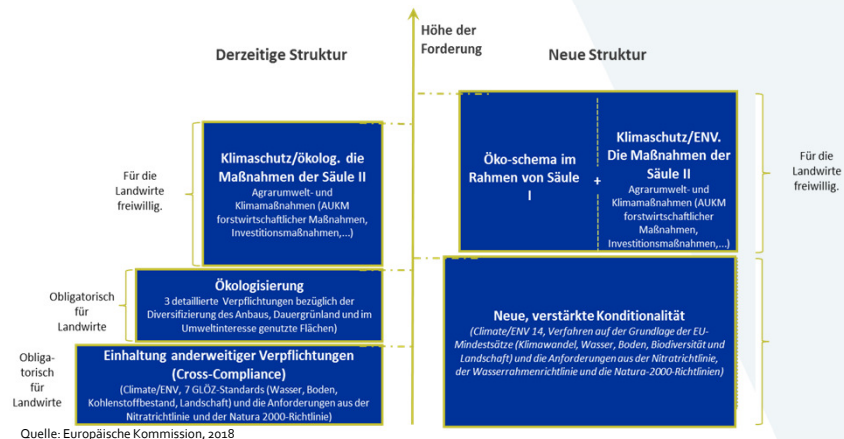 Höhe der
Forderung
Derzeitige Struktur
Neue Struktur
Für die
Landwirte
freiwillig.
Klimaschutz/ökolog. die
Maßnahmen der Säule II
Agrarumwelt- und
Klimamaßnahmen (AUKM
forstwirtschaftlicher Maßnahmen,
Investitionsmaßnahmen,...)
Öko-schema im
Rahmen von Säule
I
+
Klimaschutz/ENV.
Die Maßnahmen der
Säule II
Agrarumwelt- und
Klimamaßnahmen (AUKM
forstwirtschaftlicher
Maßnahmen,
Investitionsmaßnahmen,...)
Für die
Landwirte
freiwillig.
Obligatorisch
für
Landwirte
Ökologisierung
3 detaillierte Verpflichtungen bezüglich der
Diversifizierung des Anbaus, Dauergrünland und im
Umweltinteresse genutzte Flächen)
Neue, verstärkte Konditionalität
(Climate/ENV 14, Verfahren auf der Grundlage der EU-
Mindestsätze (Klimawandel, Wasser, Boden, Biodiversität und
Landschaft) und die Anforderungen aus der Nitratrichtlinie,
der Wasserrahmenrichtlinie und die Natura-2000-Richtlinien)
Obliga-
torisch
für
Landwirte
Einhaltung anderweitiger Verpflichtungen
(Cross-Compliance)
(Climate/ENV, 7 GLÖZ-Standards (Wasser, Boden,
Kohlenstoffbestand, Landschaft) und die Anforderungen aus der
Nitratrichtlinie und der Natura 2000-Richtlinie)
Quelle: Europäische Kommission, 2018